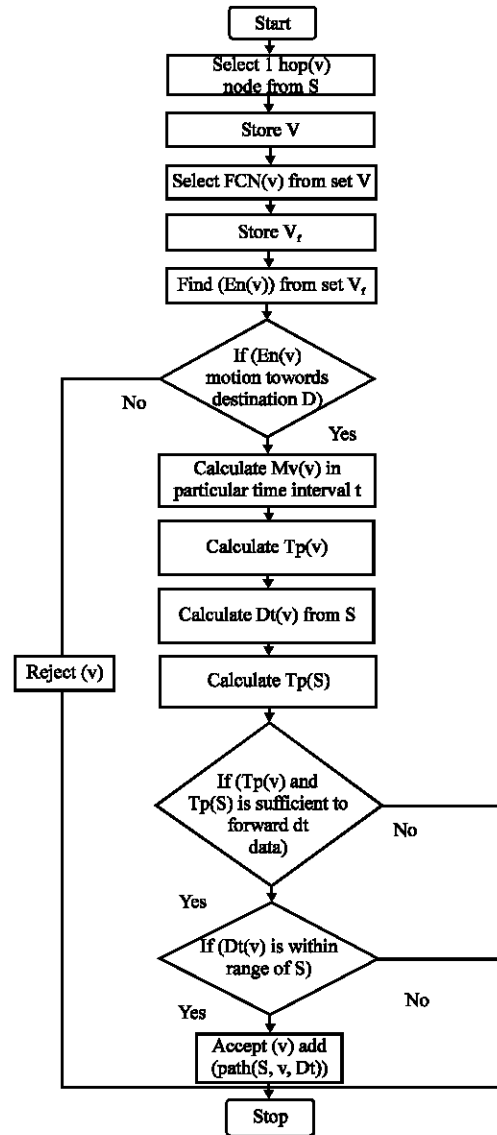 Start
Select 1 hop(v)
node from S
Store V
Select FCN(v) from set V
Store Vf
Find (En(v)) from set Vf
If (En(v)
motion towards
destination D)
No
Yes
Calculate Mv(v) in
particular time interval t
Calculate Tp(v)
Calculate Dt(v) from S
Reject (v)
Calculate Tp(S)
If (Tp(v) and
Tp(S) is sufficient to
forward dt
data)
No
Yes
If (Dt(v) is within
range of S)
No
Yes
Accept (v) add
(path(S, v, Dt))
Stop